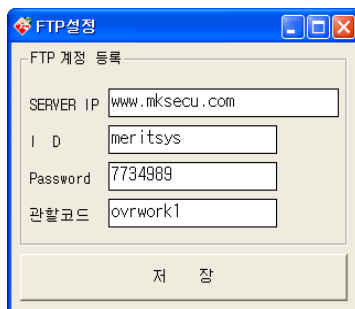 FTP설정
FTP 계정 등록
SERVER IP www.mksecu.com
I D meritsys
Password 7734989
관할코드 ovrwork1
저 장